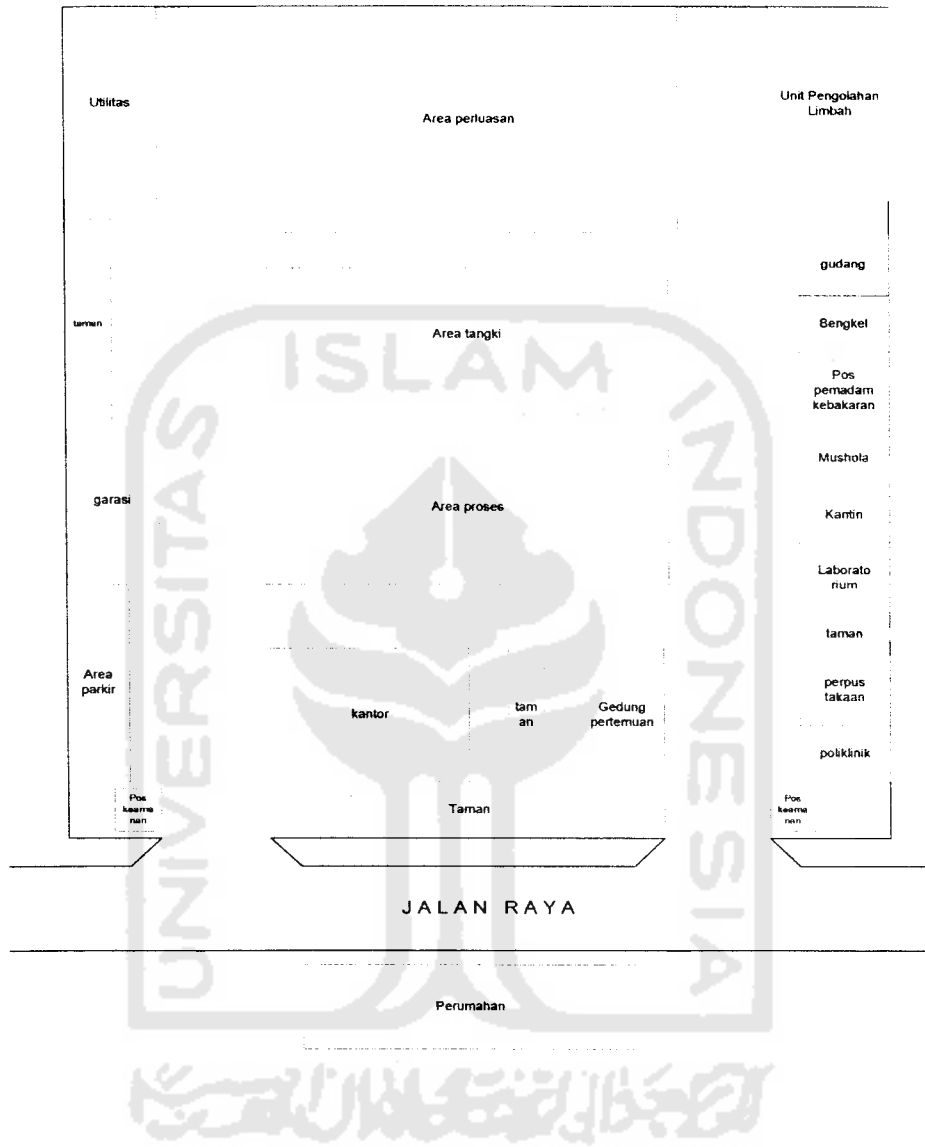 Utilitas
Area perluasan
Unit Pengolahan
Limbah
gudang
taman
Area tangki
Bengkel
Pos
pemadam
kebakaran
Mushola
garasi
Area proses
Kantin
Laborato
rium
taman
Area
parkir
kantor
tam
an
Gedung
pertemuan
perpus
takaan
poliklinik
Pos
keama
nan
Taman
Pos
keama
nan
JALAN RAYA
Perumahan
UNIVERSITAS
ISLAM
INDONESIA